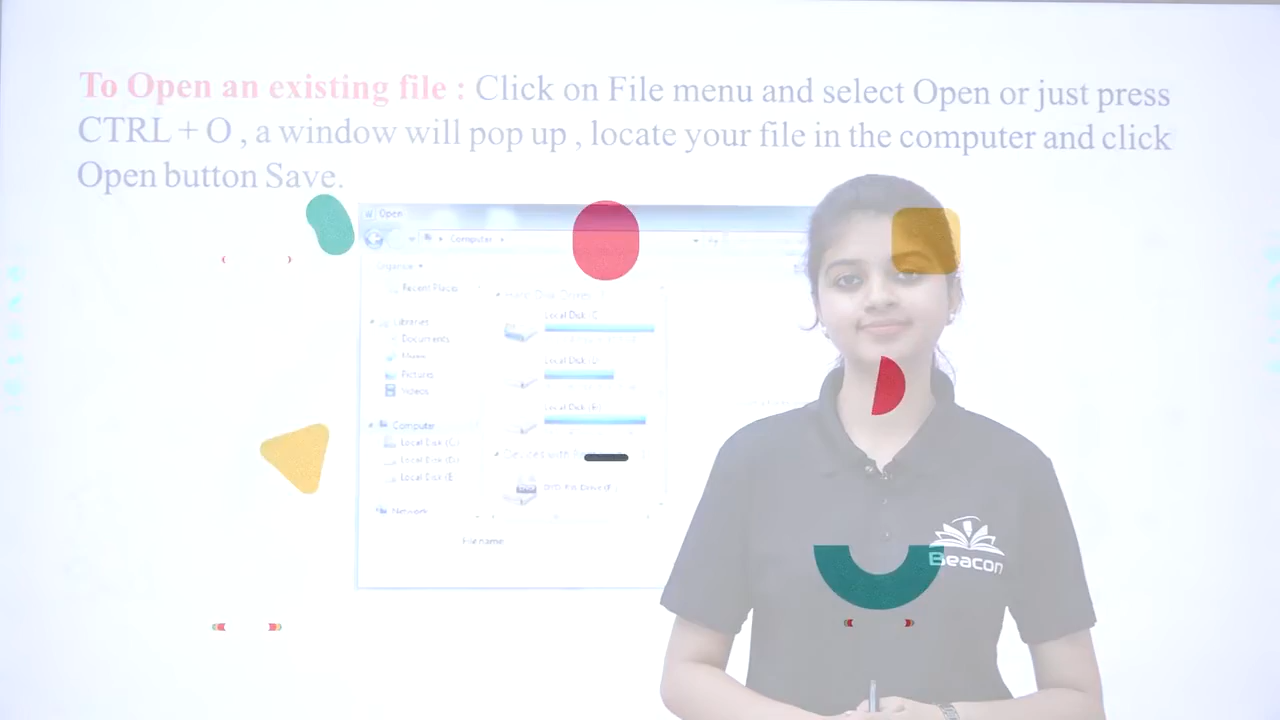 To Open an existing file : Click on File menu and select Open or just press
CTRL + O , a window will pop up , locate your file in the computer and click
Open button Save.
Open
Computer
Organize
Recent Places
Libraries
Documents
Music
Pictures
Videos
Computer
Local Disk (C
Local Disk (D
Local Disk (E
Network
Hard Disk Drives
Local Disk (C
Local Disk (D
Local Disk (E
File name
Beacon